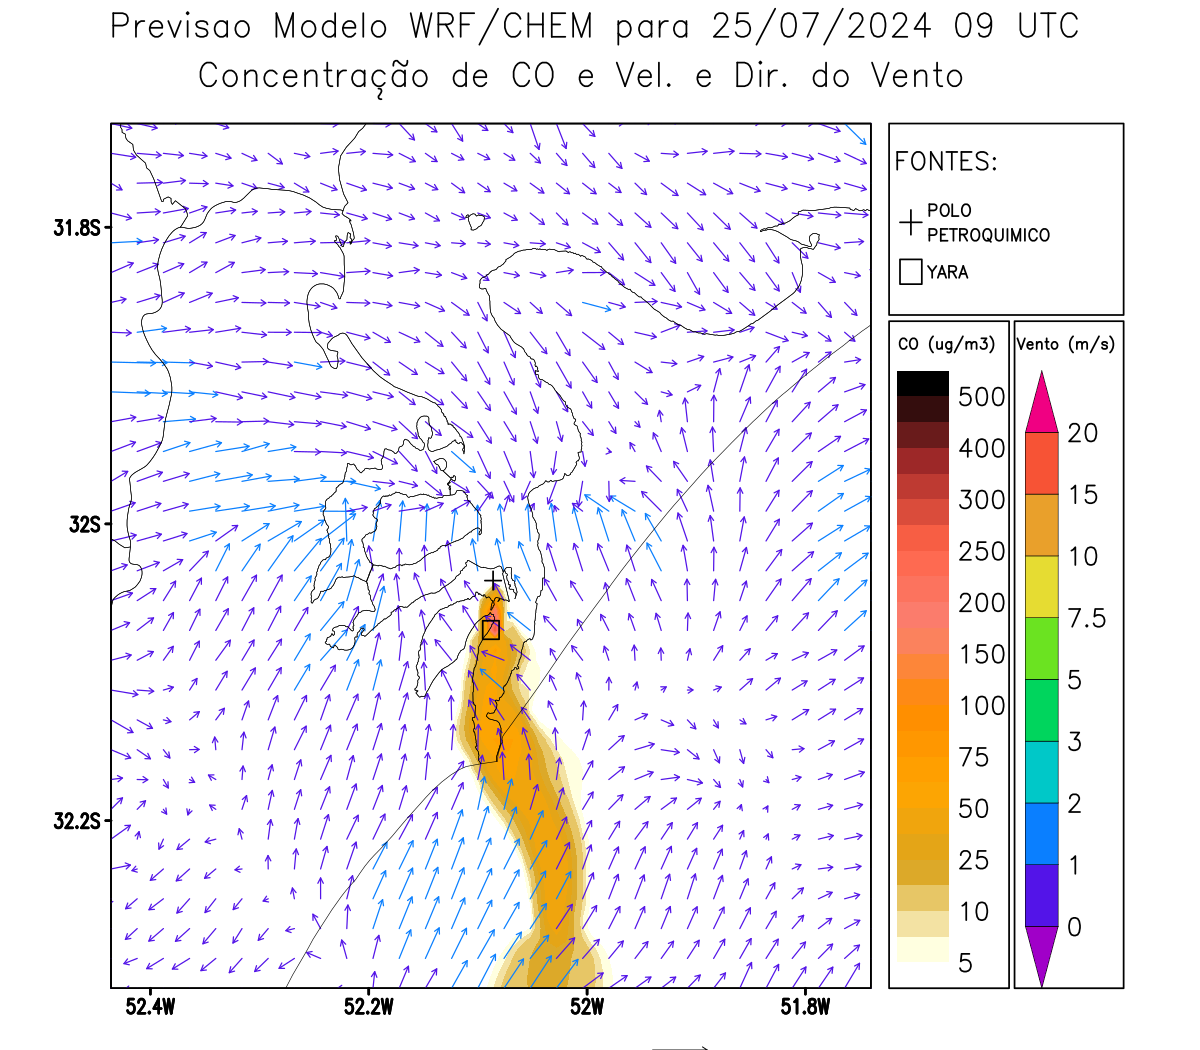 Previsao Modelo WRF/CHEM para 25/07/2024 09 UTC
Concentração de CO e Vel. e Dir. do Vento
FONTES:
POLO
PETROQUIMICO
YARA
CO (ug/m3)
500
400
300
250
200
150
100
75
50
25
10
5
Vento (m/s)
20
15
10
7.5
5
3
2
1
0
31.8S
32S
32.2S
52.4W
52.2W
52W
51.8W